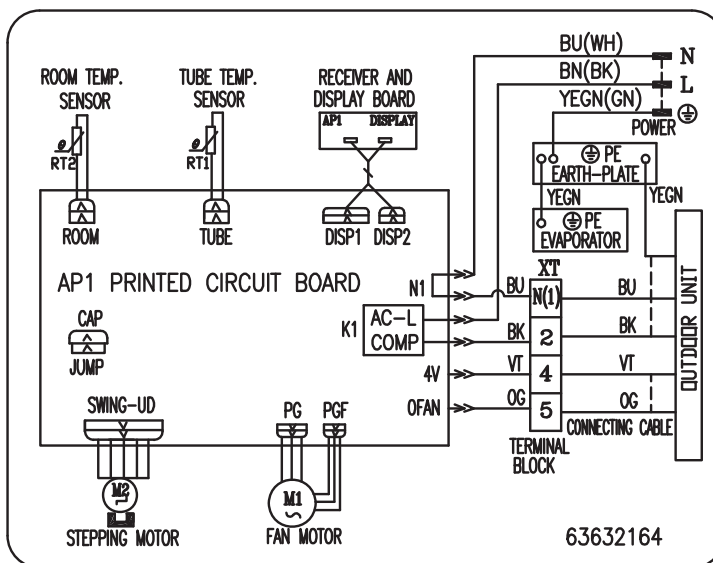 BU(WH)
N
BN(BK)
L
YEGN(GN)
POWER
ROOM TEMP.
SENSOR
TUBE TEMP.
SENSOR
RECEIVER AND
DISPLAY BOARD
AP1 DISPLAY
θ
RT2
θ
RT1
PE
EARTH-PLATE
YEGN
YEGN
PE
EVAPORATOR
ROOM
TUBE
DISP1
DISP2
AP1 PRINTED CIRCUIT BOARD
N1
BU
XT
N(1)
BU
CAP
JUMP
K1
AC-L
COMP
BK
2
BK
4V
VT
4
VT
OFAN
OG
5
OG
OUTDOOR UNIT
CONNECTING CABLE
TERMINAL
BLOCK
SWING-UD
PG
PGF
M2
M1
STEPPING MOTOR
FAN MOTOR
63632164